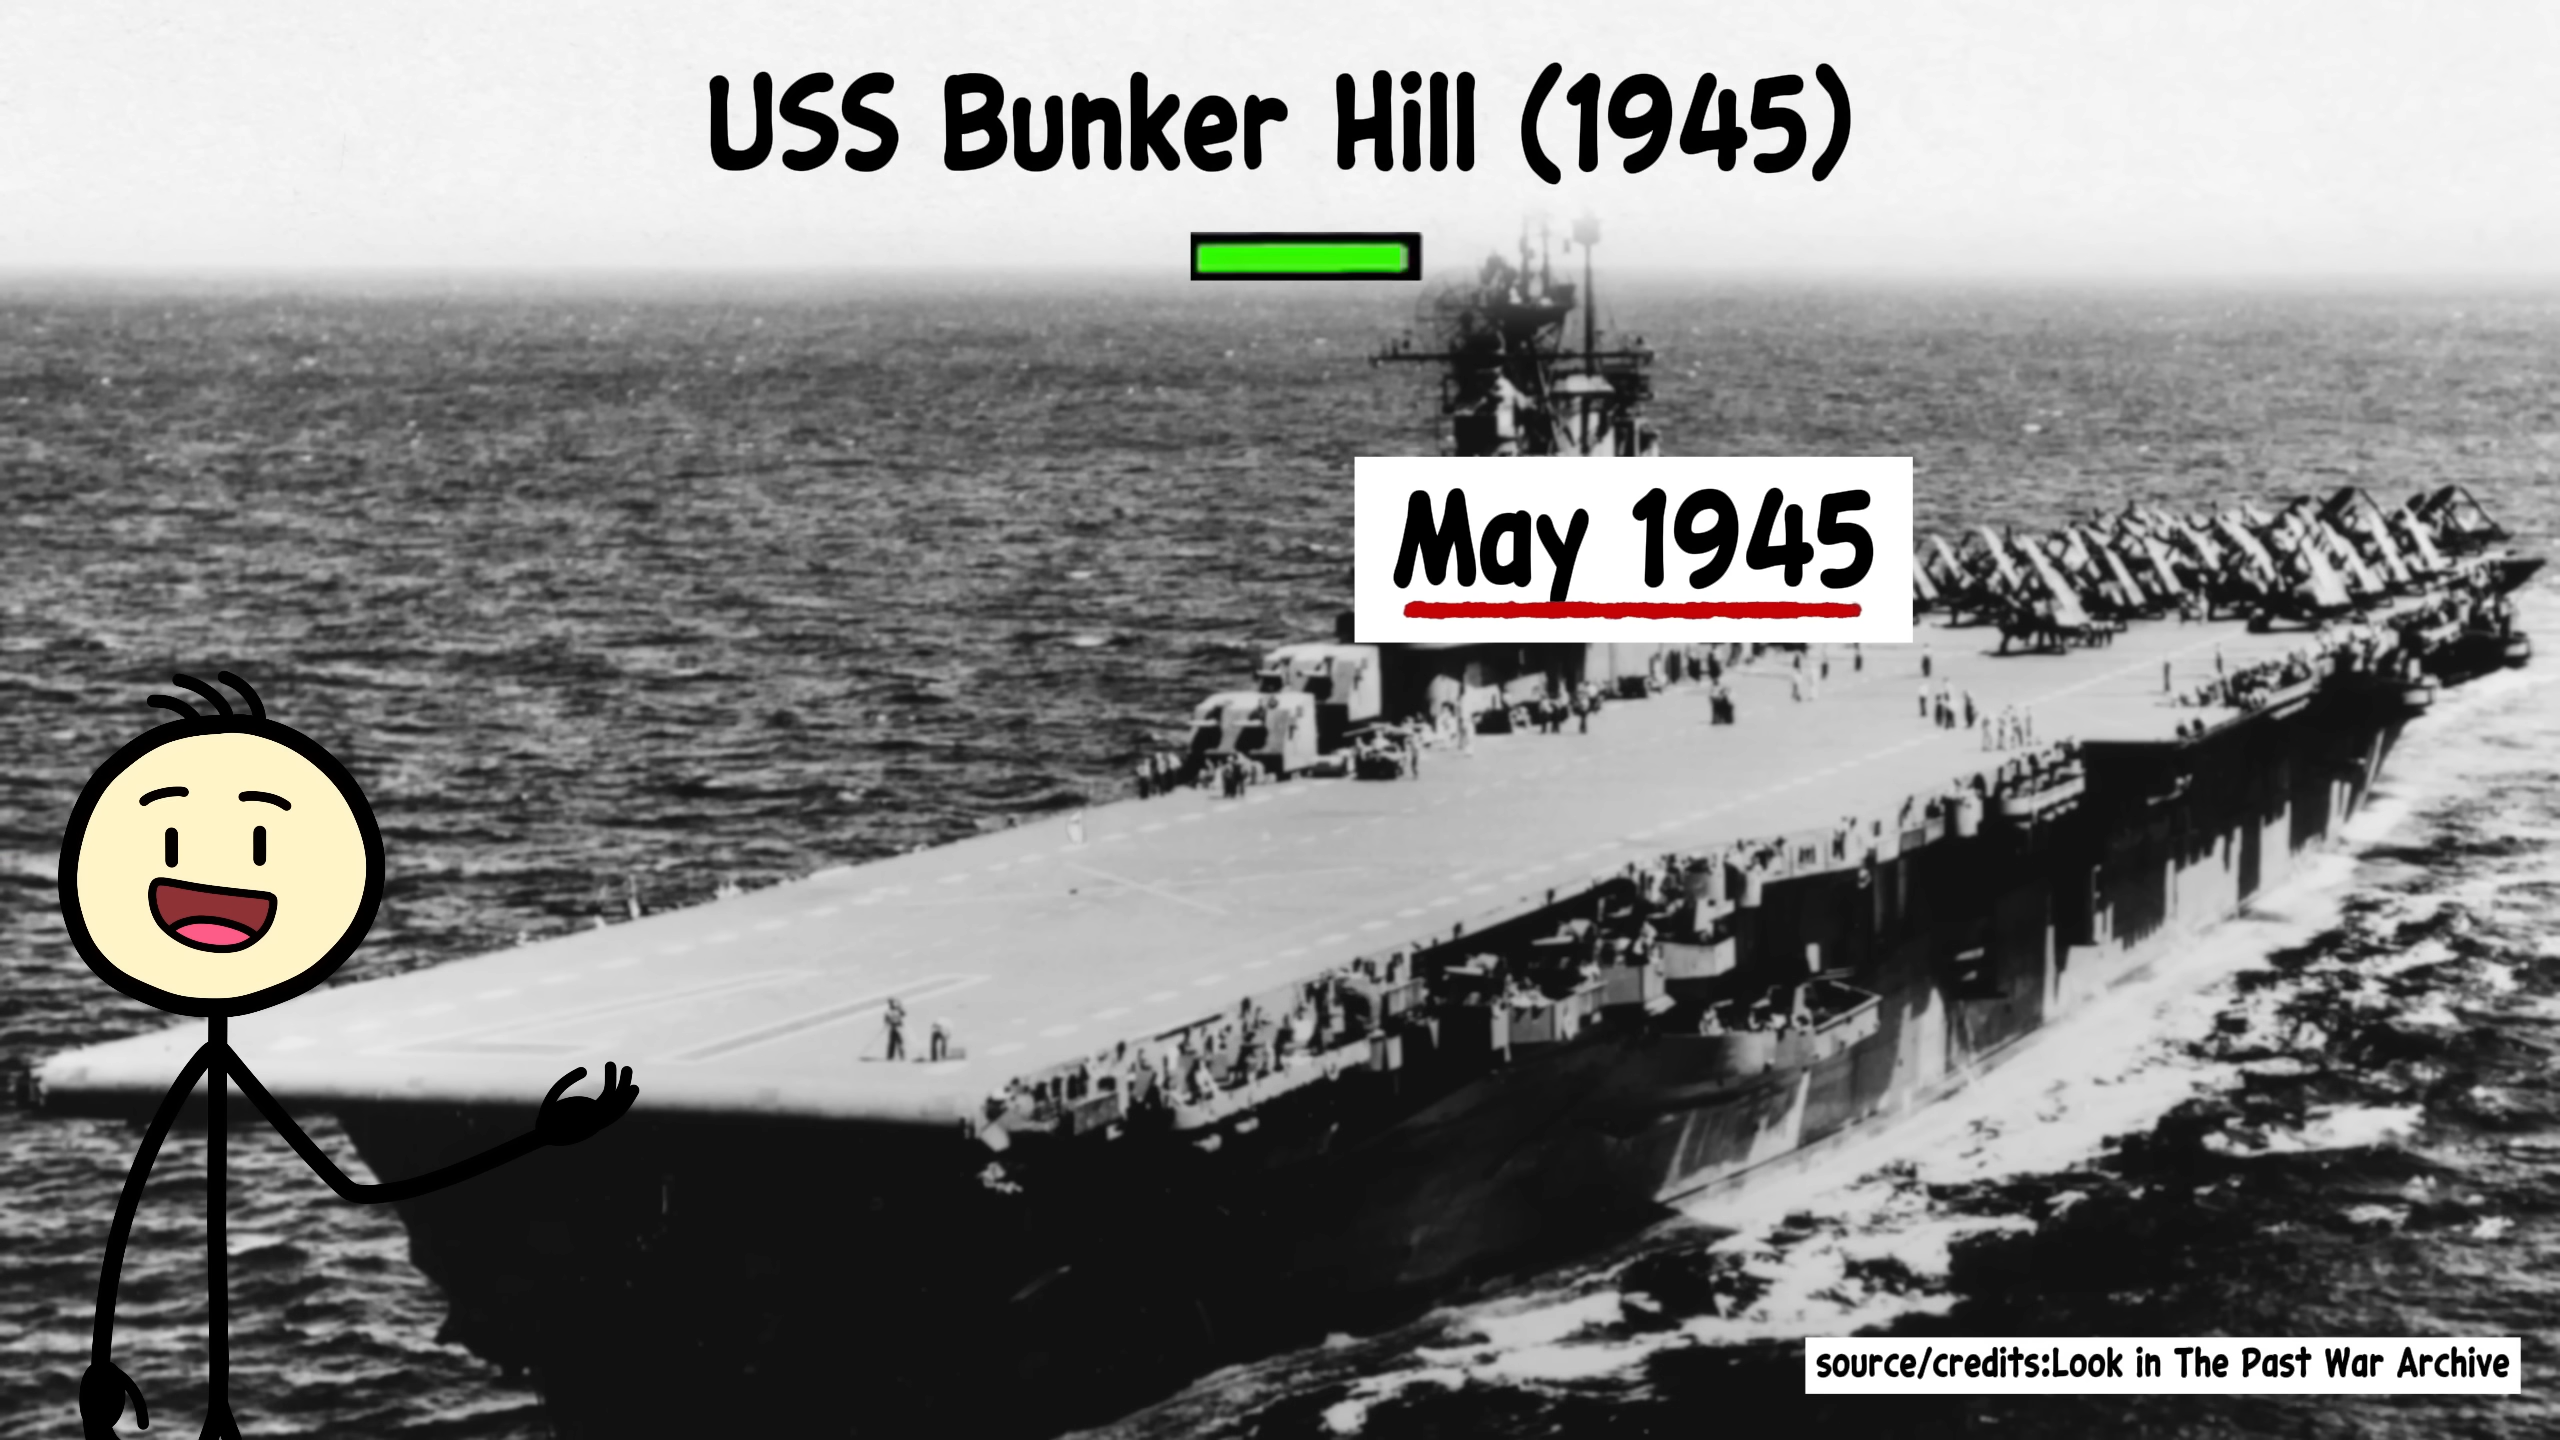 USS Bunker Hill (1945)
May 1945
source/credits:Look in The Past War Archive